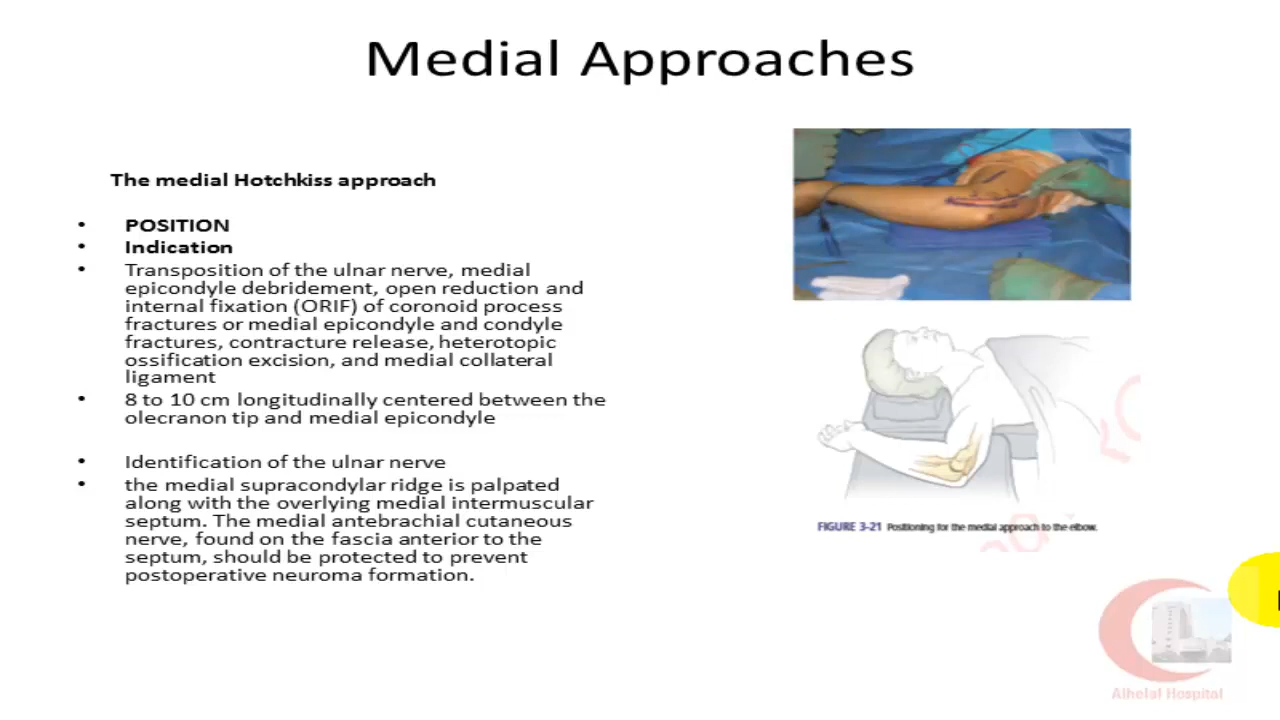 Medial Approaches
The medial Hotchkiss approach
• POSITION
• Indication
• Transposition of the ulnar nerve, medial
epicondyle debridement, open reduction and
internal fixation (ORIF) of coronoid process
fractures or medial epicondyle and condyle
fractures, contracture release, heterotopic
ossification excision, and medial collateral
ligament
• 8 to 10 cm longitudinally centered between the
olecranon tip and medial epicondyle
• Identification of the ulnar nerve
• the medial supracondylar ridge is palpated
along with the overlying medial intermuscular
septum. The medial antebrachial cutaneous
nerve, found on the fascia anterior to the
septum, should be protected to prevent
postoperative neuroma formation.
FIGURE 3-21 Positioning for the medial approach to the elbow.
Alhelal Hospital